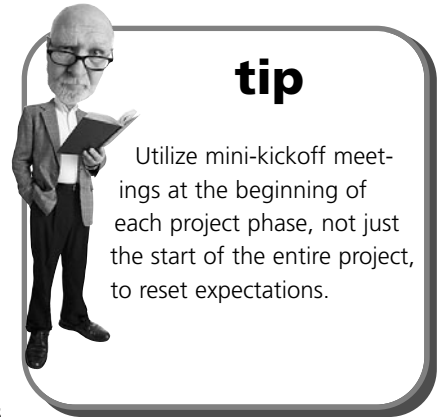 tip
Utilize mini-kickoff meet-
ings at the beginning of
each project phase, not just
the start of the entire project,
to reset expectations.